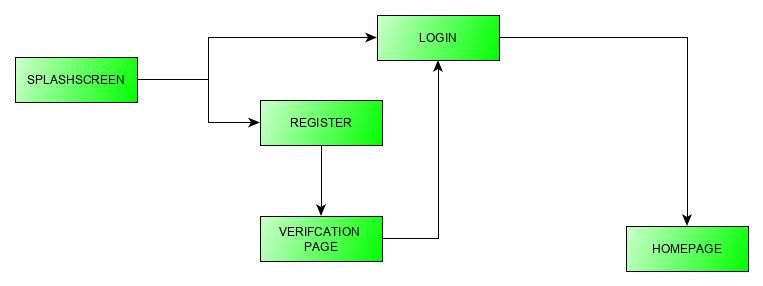 LOGIN
SPLASHSCREEN
REGISTER
VERIFCATION
PAGE
HOMEPAGE